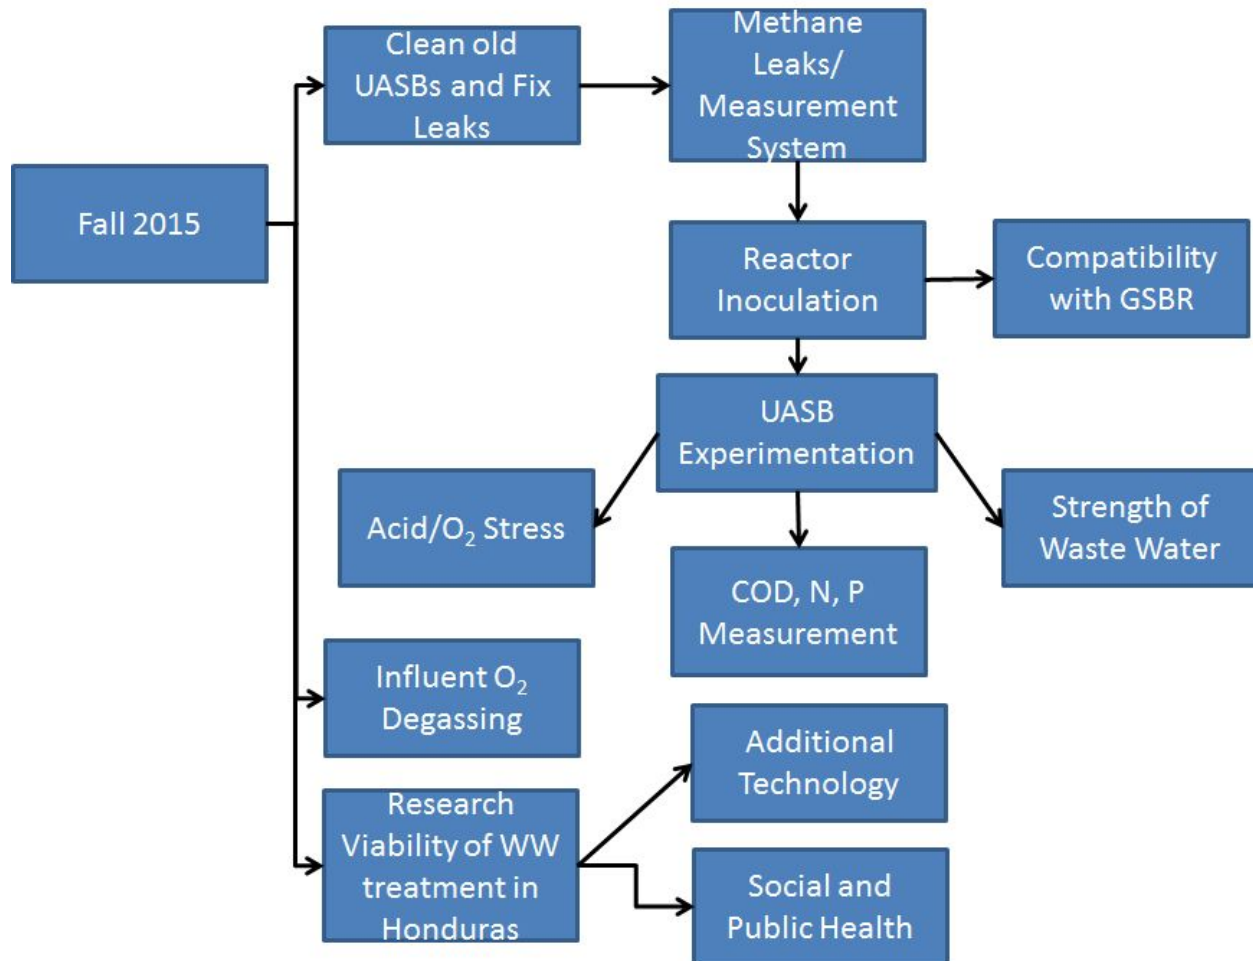 Fall 2015
Clean old
UASBs and Fix
Leaks
Methane
Leaks/
Measurement
System
Reactor
Inoculation
Compatibility
with GSBR
UASB
Experimentation
Acid/O₂ Stress
COD, N, P
Measurement
Strength of
Waste Water
Influent O₂
Degassing
Research
Viability of WW
treatment in
Honduras
Additional
Technology
Social and
Public Health